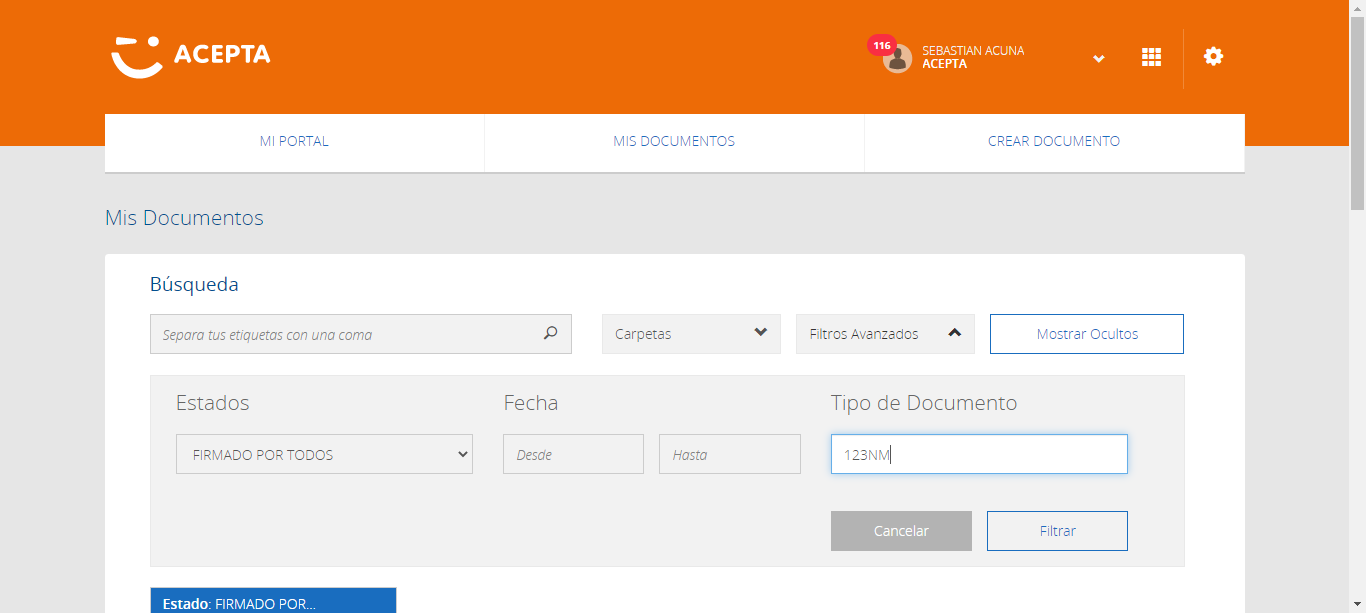 ACEPTA
116
SEBASTIAN ACUNA
ACEPTA
MI PORTAL
MIS DOCUMENTOS
CREAR DOCUMENTO
Mis Documentos
Búsqueda
Separa tus etiquetas con una coma
Carpetas
Filtros Avanzados
Mostrar Ocultos
Estados
Fecha
Tipo de Documento
FIRMADO POR TODOS
Desde
Hasta
123NM
Cancelar
Filtrar
Estado: FIRMADO POR...